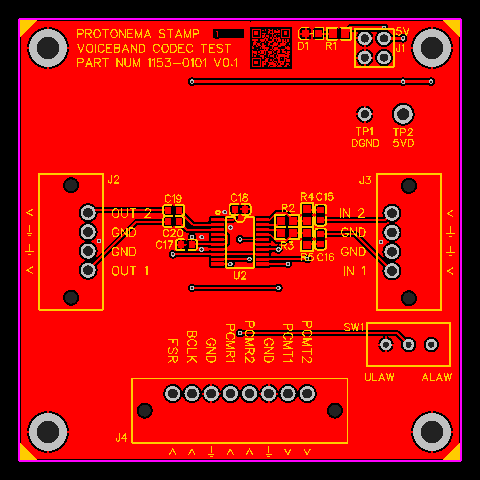 PROTONEMA STAMP
VOICEBAND CODEC TEST
PART NUM 1153-0101 V0.1
D1
R1
5V
J1
TP1
DGND
TP2
5VD
J2
C19
C18
R2
R4
C15
J3
OUT 2
IN 2
GND
C20
GND
C17
R3
GND
GND
R5
C16
OUT 1
U2
IN 1
SW1
FSR
BCLK
GND
PCMR1
PCMR2
GND
PCMT1
PCMT2
ULAW
ALAW
J4